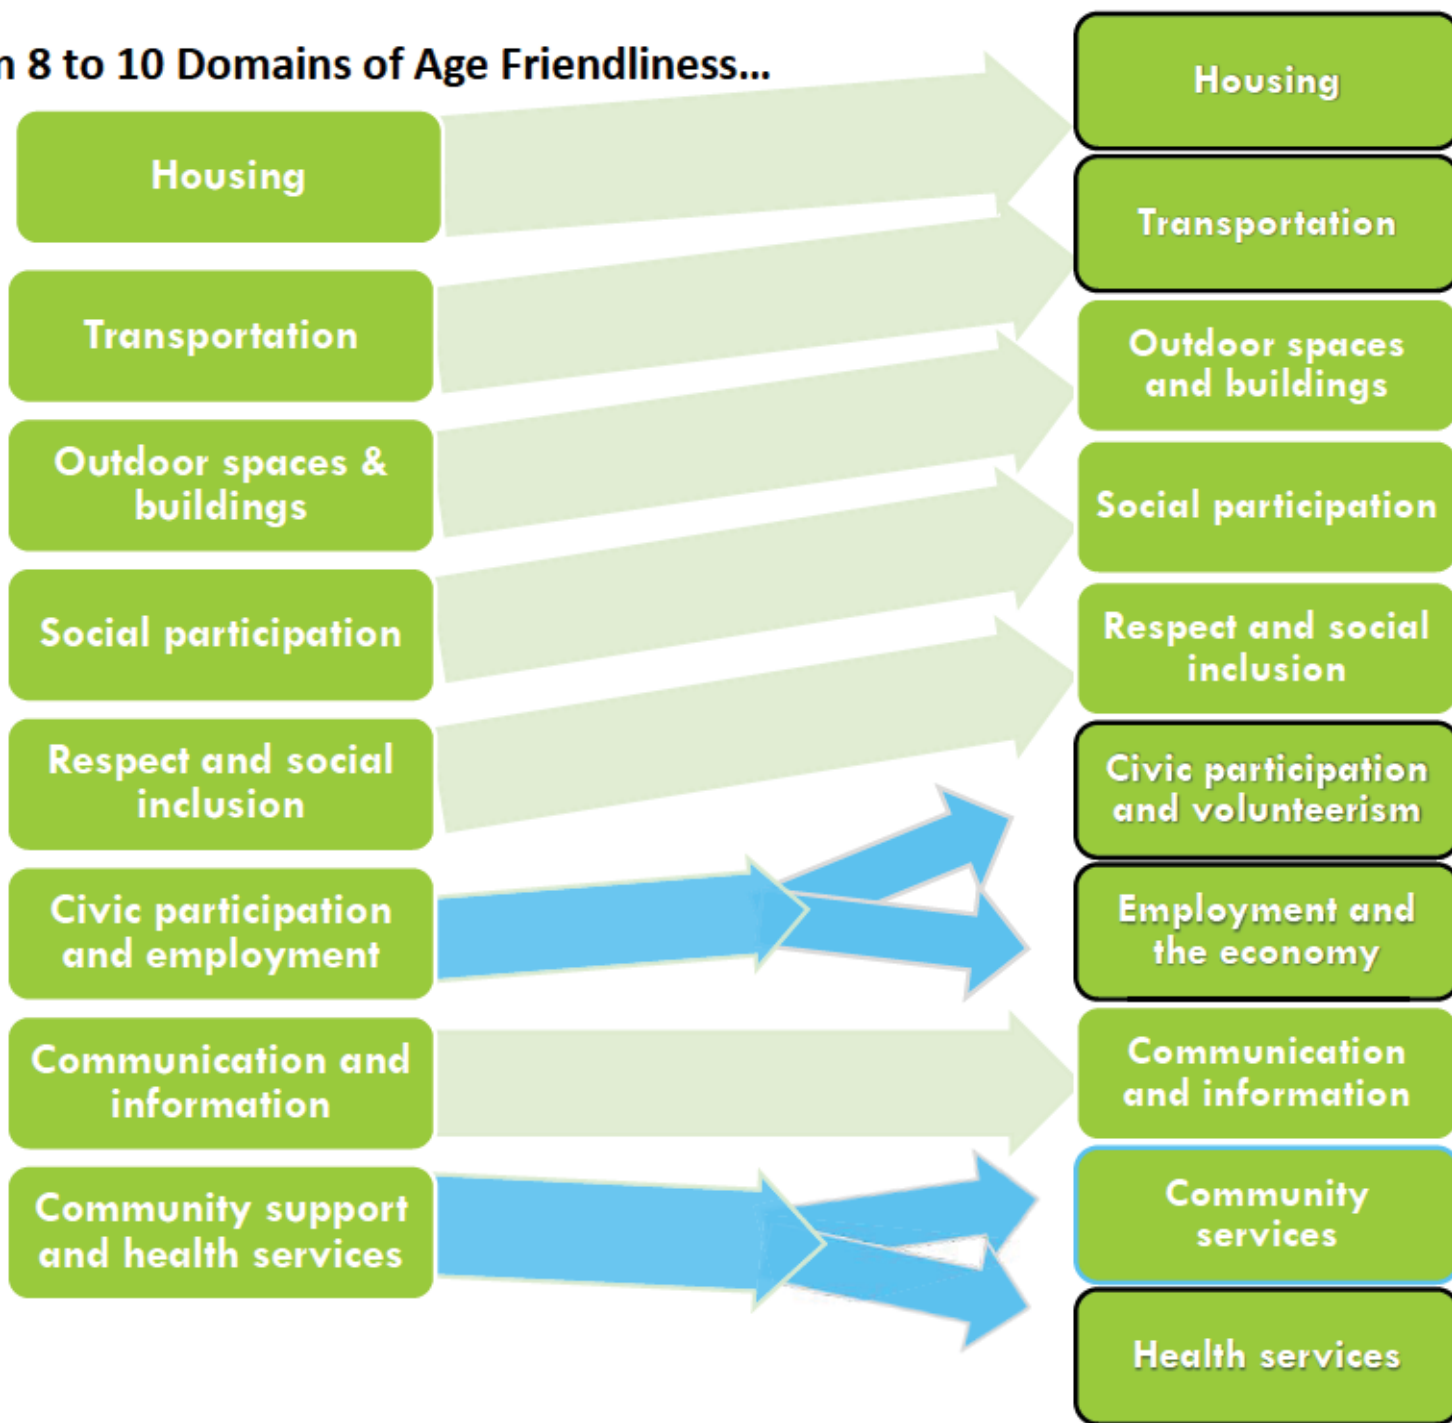 8 to 10 Domains of Age Friendliness...
Housing
Transportation
Outdoor spaces &
buildings
Social participation
Respect and social
inclusion
Civic participation
and employment
Communication and
information
Community support
and health services
Housing
Transportation
Outdoor spaces
and buildings
Social participation
Respect and social
inclusion
Civic participation
and volunteerism
Employment and
the economy
Communication
and information
Community
services
Health services